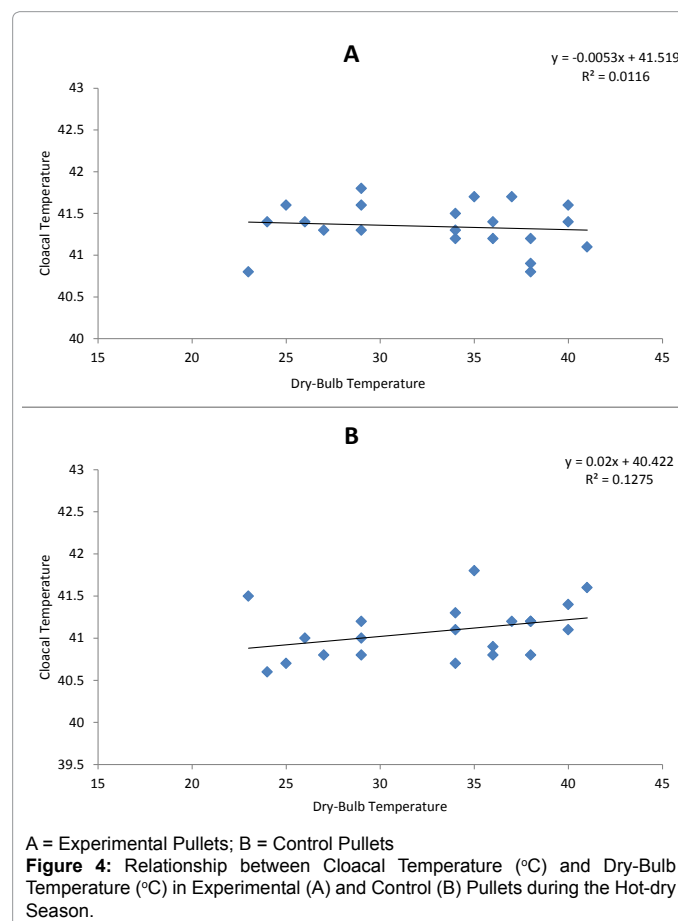 A
y = -0.0053x + 41.519
R² = 0.0116
43
42.5
42
41.5
41
40.5
40
Cloacal Temperature
15 20 25 30 35 40 45
Dry-Bulb Temperature
B
y = 0.02x + 40.422
R² = 0.1275
43
42.5
42
41.5
41
40.5
40
39.5
Cloacal Temperature
15 20 25 30 35 40 45
Dry-Bulb Temperature
A = Experimental Pullets; B = Control Pullets
Figure 4: Relationship between Cloacal Temperature (°C) and Dry-Bulb
Temperature (°C) in Experimental (A) and Control (B) Pullets during the Hot-dry
Season.